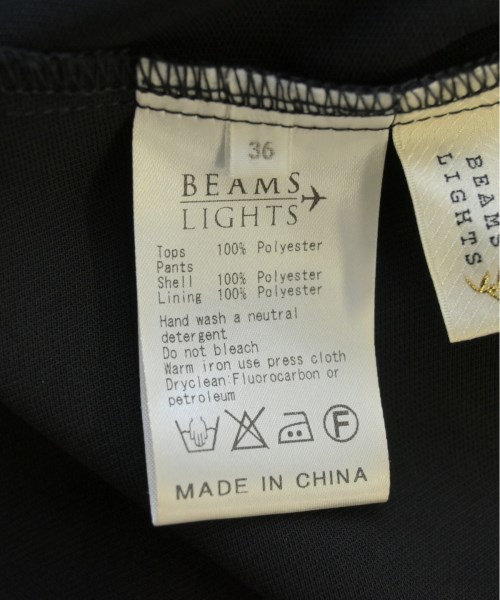 36
BEAMS
LIGHTS
Tops 100% Polyester
Pants
Shell 100% Polyester
Lining 100% Polyester
Hand wash a neutral
detergent
Do not bleach
Warm iron use press cloth
Dryclean:Fluorocarbon or
petroleum
F
MADE IN CHINA
BEAMS
LIGHTS